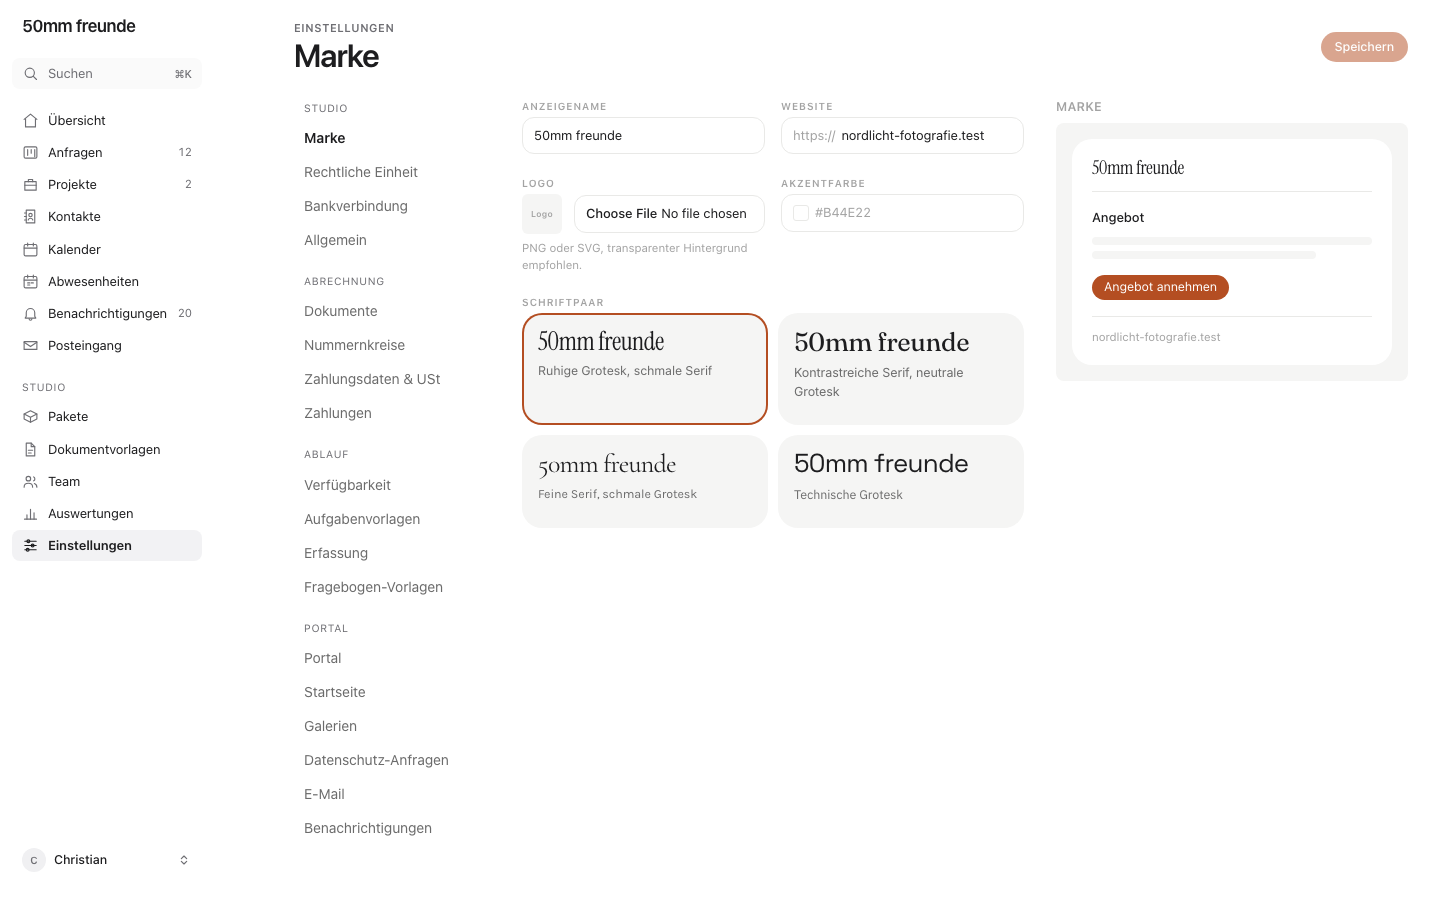 50mm freunde
Suchen ⌘K
Übersicht
Anfragen 12
Projekte 2
Kontakte
Kalender
Abwesenheiten
Benachrichtigungen 20
Posteingang
STUDIO
Pakete
Dokumentvorlagen
Team
Auswertungen
Einstellungen
C Christian
EINSTELLUNGEN
Marke
Speichern
STUDIO
Marke
Rechtliche Einheit
Bankverbindung
Allgemein
ABRECHNUNG
Dokumente
Nummernkreise
Zahlungsdaten & USt
Zahlungen
ABLAUF
Verfügbarkeit
Aufgabenvorlagen
Erfassung
Fragebogen-Vorlagen
PORTAL
Portal
Startseite
Galerien
Datenschutz-Anfragen
E-Mail
Benachrichtigungen
ANZEIGENAME
50mm freunde
WEBSITE
https:// nordlicht-fotografie.test
LOGO
Logo
Choose File No file chosen
PNG oder SVG, transparenter Hintergrund
empfohlen.
AKZENTFARBE
#B44E22
SCHRIFTPAAR
50mm freunde
Ruhige Grotesk, schmale Serif
50mm freunde
Kontrastreiche Serif, neutrale
Grotesk
50mm freunde
Feine Serif, schmale Grotesk
50mm freunde
Technische Grotesk
MARKE
50mm freunde
Angebot
Angebot annehmen
nordlicht-fotografie.test